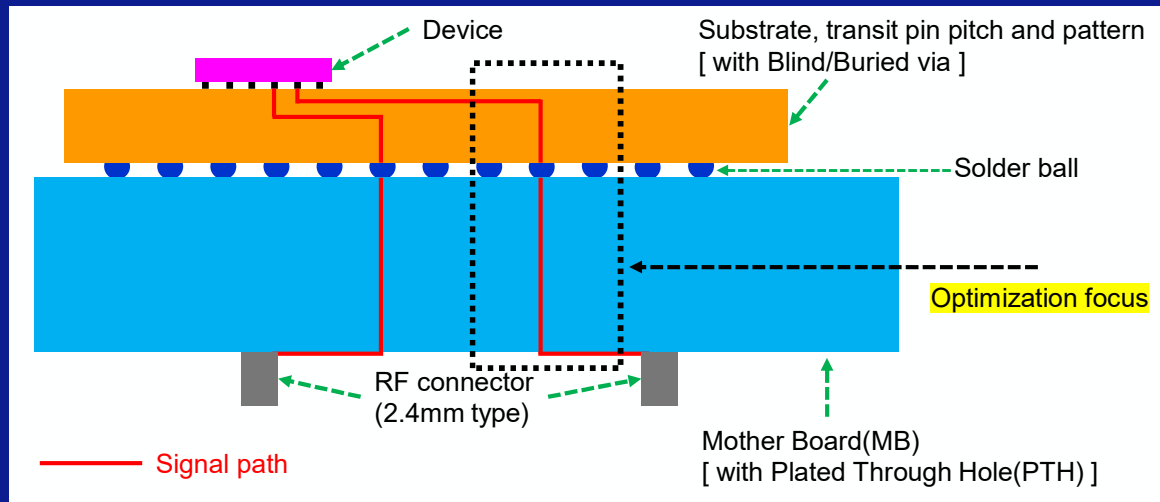 Device
Substrate, transit pin pitch and pattern
[ with Blind/Buried via ]
Solder ball
Optimization focus
RF connector
(2.4mm type)
Mother Board(MB)
[ with Plated Through Hole(PTH) ]
Signal path